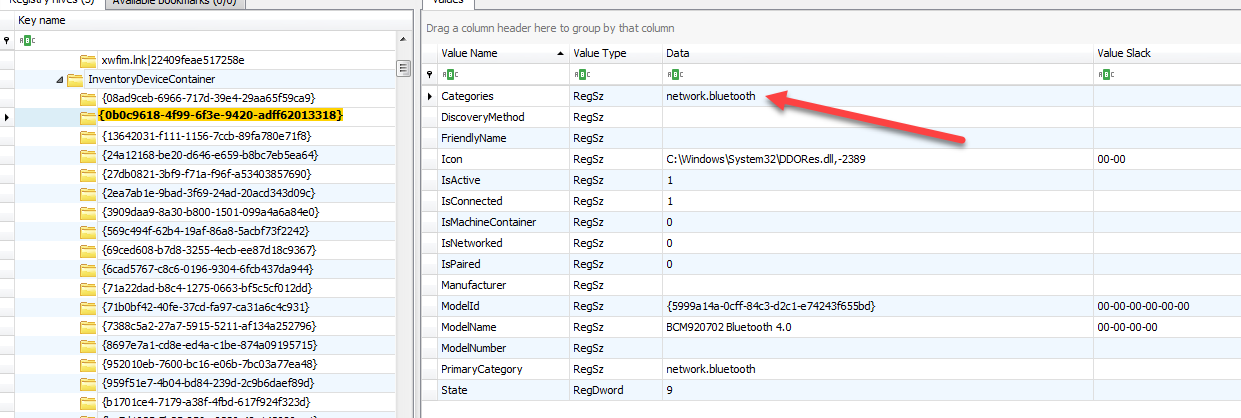 Registry hives (3) Available bookmarks (0/0)
Key name
ABC
xwfim.lnk|22409feae517258e
InventoryDeviceContainer
{08ad9ceb-6966-717d-39e4-29aa65f59ca9}
{0b0c9618-4f99-6f3e-9420-adff62013318}
{13642031-f111-1156-7ccb-89fa780e71f8}
{24a12168-be20-d646-e659-b8bc7eb5ea64}
{27db0821-3bf9-f71a-f96f-a53403857690}
{2ea7ab1e-9bad-3f69-24ad-20acd343d09c}
{3909daa9-8a30-b800-1501-099a4a6a84e0}
{569c494f-62b4-19af-86a8-5acbf73f2242}
{69ced608-b7d8-3255-4ecb-ee87d18c9367}
{6cad5767-c8c6-0196-9304-6fcb437da944}
{71a22dad-b8c4-1275-0663-bf5c5cf012dd}
{71b0bf42-40fe-37cd-fa97-ca31a6c4c931}
{7388c5a2-27a7-5915-5211-af134a252796}
{8697e7a1-cd8e-ed4a-c1be-874a09195715}
{952010eb-7600-bc16-e06b-7bc03a77ea48}
{959f51e7-4b04-bd84-239d-2c9b6daef89d}
{b1701ce4-7179-a38f-4fbd-617f924f323d}
Values
Drag a column header here to group by that column
Value Name Value Type Data Value Slack
ABC ABC ABC ABC
Categories RegSz network.bluetooth
DiscoveryMethod RegSz
FriendlyName RegSz
Icon RegSz C:\Windows\System32\DDORes.dll,-2389 00-00
IsActive RegSz 1
IsConnected RegSz 1
IsMachineContainer RegSz 0
IsNetworked RegSz 0
IsPaired RegSz 0
Manufacturer RegSz
ModelId RegSz {5999a14a-0cff-84c3-d2c1-e74243f655bd} 00-00-00-00-00-00
ModelName RegSz BCM920702 Bluetooth 4.0 00-00-00-00
ModelNumber RegSz
PrimaryCategory RegSz network.bluetooth
State RegDword 9